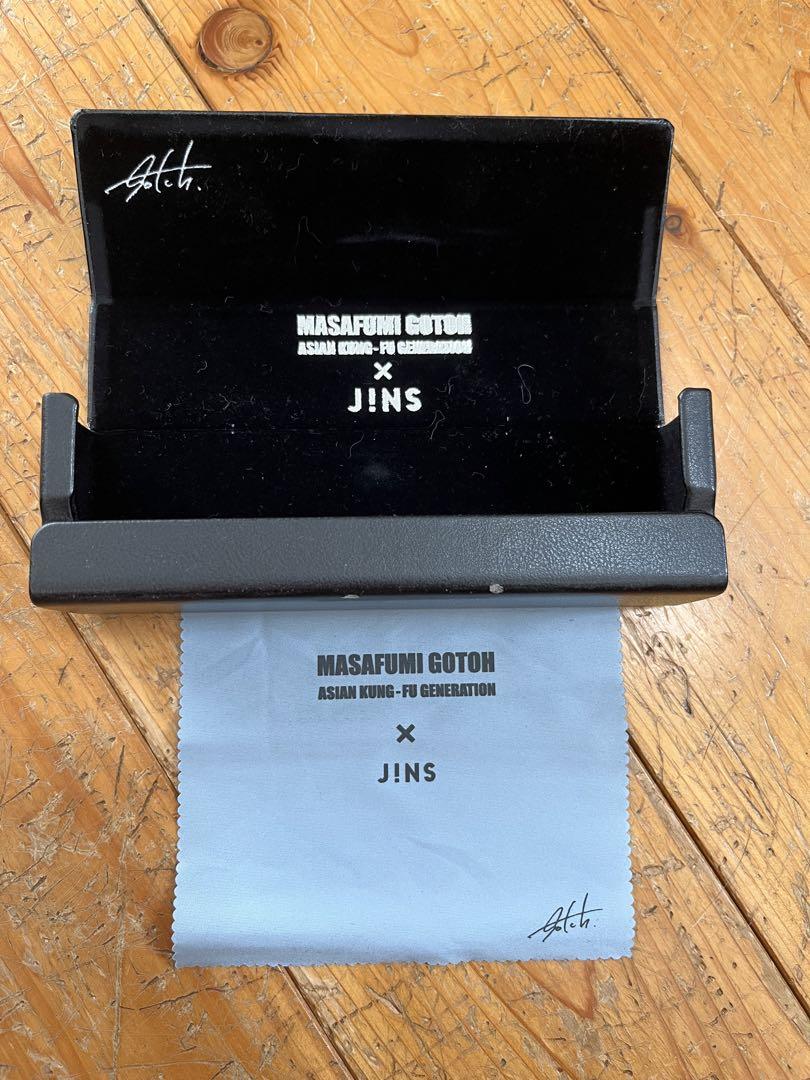 Gotch.
MASAFUMI GOTOH
ASIAN KUNG-FU GENERATION
×
J!NS
MASAFUMI GOTOH
ASIAN KUNG-FU GENERATION
×
J!NS
Gotch.